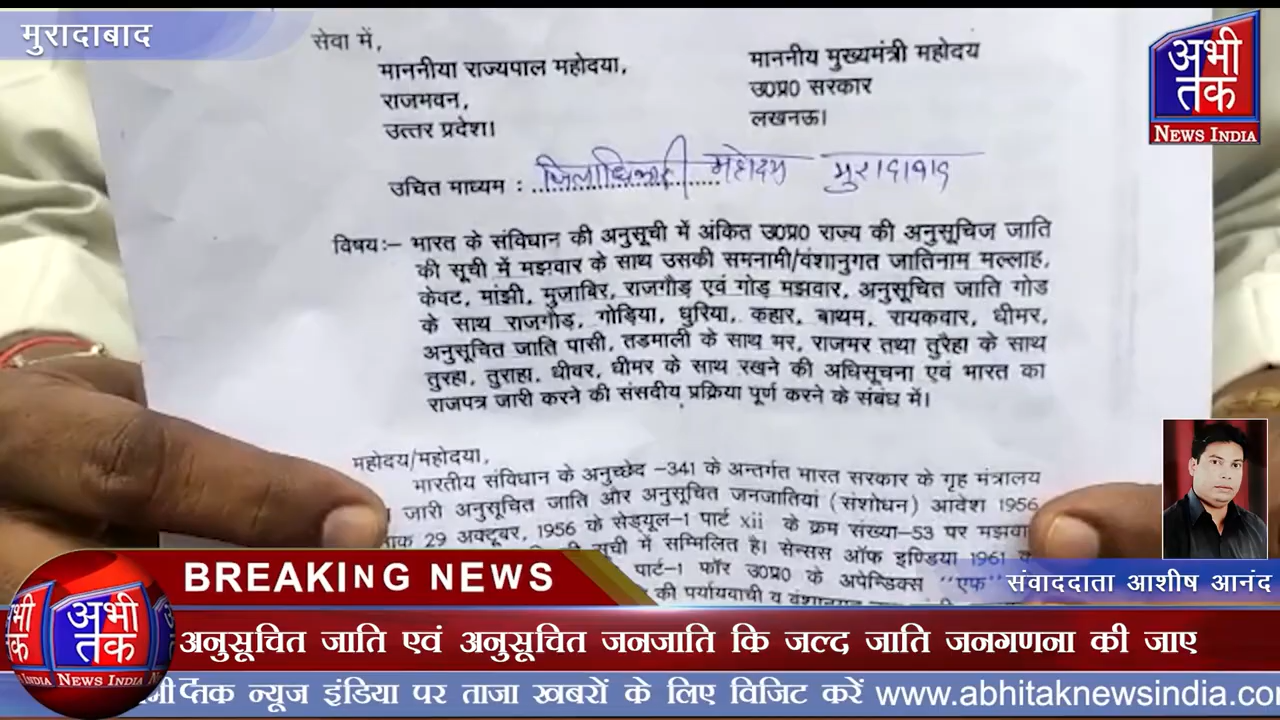 मुरादाबाद
अभी
तक
NEWS INDIA
सेवा में,
माननीया राज्यपाल महोदया,
राजभवन,
उत्तर प्रदेश।
माननीय मुख्यमंत्री महोदय
उ0प्र0 सरकार
लखनऊ।
उचित माध्यम : जिलाधिकारी महोदय मुरादाबाद
विषय:- भारत के संविधान की अनुसूची में अंकित उ0प्र0 राज्य की अनुसूचिज जाति
की सूची में मझवार के साथ उसकी समनामी/वंशानुगत जातिनाम मल्लाह,
केवट, मांझी, मुजाबिर, राजगौड़ एवं गोड़ मझवार, अनुसूचित जाति गोड
के साथ राजगौड़, गोड़िया, धुरिया, कहार, बाथम, रायकवार, धीमर,
अनुसूचित जाति पासी, तडमाली के साथ भर, राजभर तथा तुरैहा के साथ
तुरहा, तुराहा, धीवर, धीमर के साथ रखने की अधिसूचना एवं भारत का
राजपत्र जारी करने की संसदीय प्रक्रिया पूर्ण करने के संबंध में।
महोदय/महोदया,
भारतीय संविधान के अनुच्छेद -341 के अन्तर्गत भारत सरकार के गृह मंत्रालय
जारी अनुसूचित जाति और अनुसूचित जनजातियां (संशोधन) आदेश 1956
29 अक्टूबर, 1956 के सेड्यूल-1 पार्ट xii के क्रम संख्या-53 पर
सूची में सम्मिलित है। सेन्सस ऑफ इण्डिया 1961
पार्ट-1 फॉर उ0प्र0 के अपेन्डिक्स "एफ"
की पर्यायवाची व
संवाददाता आशीष आनंद
BREAKING NEWS
अभी
तक
NEWS INDIA
अनुसूचित जाति एवं अनुसूचित जनजाति कि जल्द जाति जनगणना की जाए
न्यूज इंडिया पर ताजा खबरों के लिए विजिट करें www.abhitaknewsindia.co